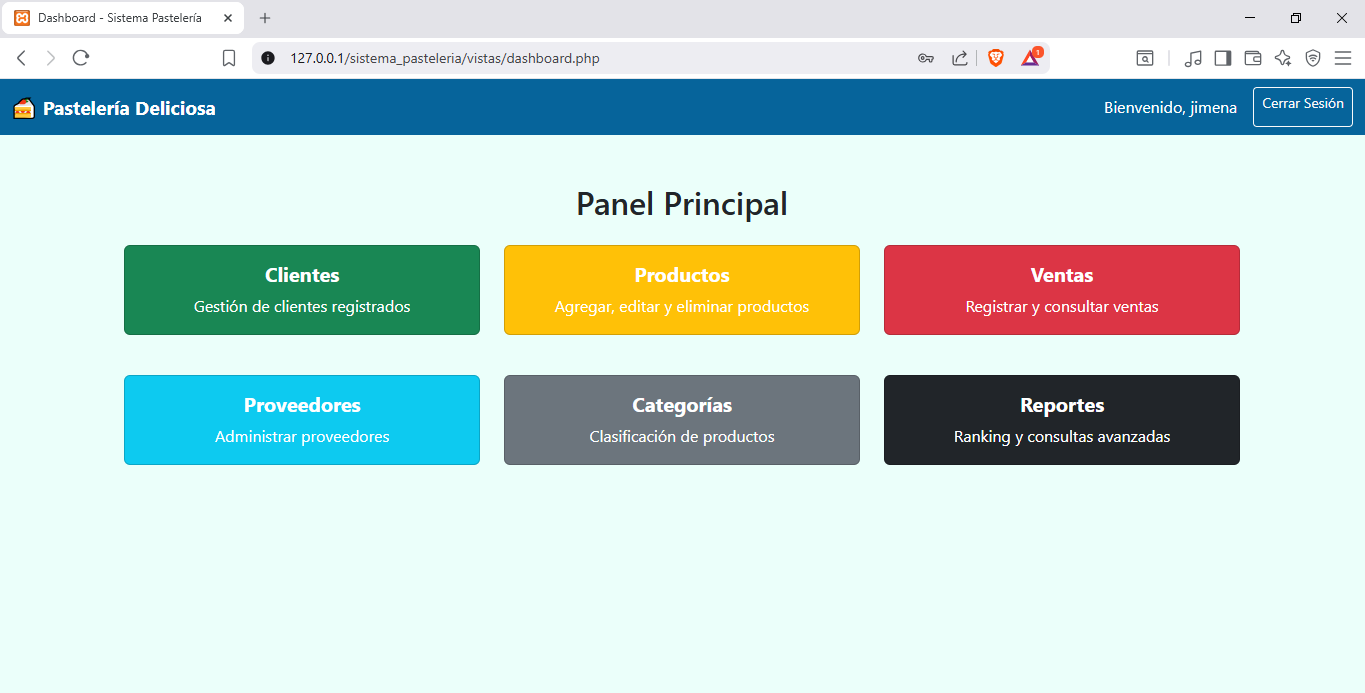 Dashboard - Sistema Pastelería
127.0.0.1/sistema_pasteleria/vistas/dashboard.php
1
Pastelería Deliciosa
Bienvenido, jimena
Cerrar Sesión
Panel Principal
Clientes
Gestión de clientes registrados
Productos
Agregar, editar y eliminar productos
Ventas
Registrar y consultar ventas
Proveedores
Administrar proveedores
Categorías
Clasificación de productos
Reportes
Ranking y consultas avanzadas